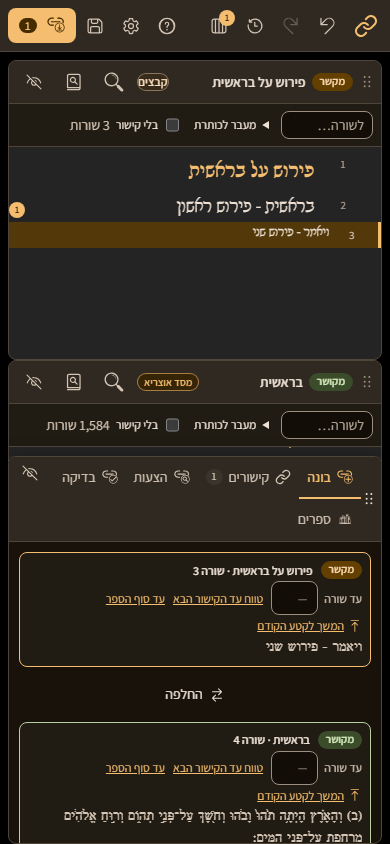 1
1
מקשר
פירוש על בראשית
קבצים
לשורה...
מעבר לכותרת
בלי קישור
3 שורות
1
פירוש על בראשית
2
בראשית - פירוש ראשון
1
3
ויאמר - פירוש שני
מקושר
בראשית
מסד אוצריא
לשורה...
מעבר לכותרת
בלי קישור
1,584 שורות
בונה
קישורים
1
הצעות
בדיקה
ספרים
מקשר
פירוש על בראשית · שורה 3
עד שורה
—
טווח עד הקישור הבא
עד סוף הספר
המשך לקטע הקודם
ויאמר - פירוש שני
החלפה
מקושר
בראשית · שורה 4
עד שורה
—
טווח עד הקישור הבא
עד סוף הספר
המשך לקטע הקודם
(ב) וְהָאָ֗רֶץ הָיְתָ֥ה תֹ֙הוּ֙ וָבֹ֔הוּ וְחֹ֖שֶׁךְ עַל־פְּנֵ֣י תְה֑וֹם וְר֣וּחַ אֱלֹהִ֔ים
מְרַחֶ֖פֶת עַל־פְּנֵ֥י הַמָּֽיִם׃